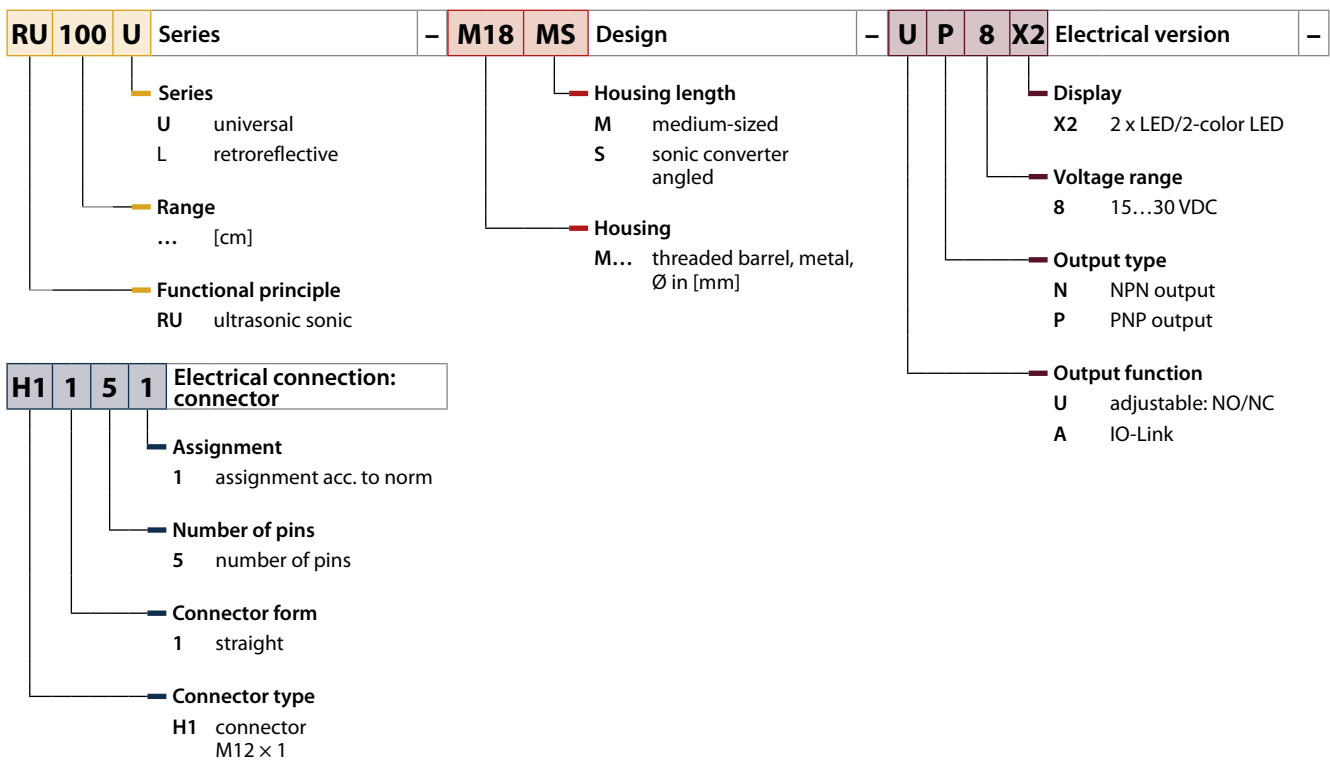 RU 100 U Series – M18 MS Design – U P 8 X2 Electrical version –
Series
U universal
L retroreflective
Range
… [cm]
Functional principle
RU ultrasonic sonic
Housing length
M medium-sized
S sonic converter
angled
Housing
M… threaded barrel, metal,
Ø in [mm]
Display
X2 2 x LED/2-color LED
Voltage range
8 15…30 VDC
Output type
N NPN output
P PNP output
Output function
U adjustable: NO/NC
A IO-Link
H1 1 5 1 Electrical connection:
connector
Assignment
1 assignment acc. to norm
Number of pins
5 number of pins
Connector form
1 straight
Connector type
H1 connector
M12 × 1